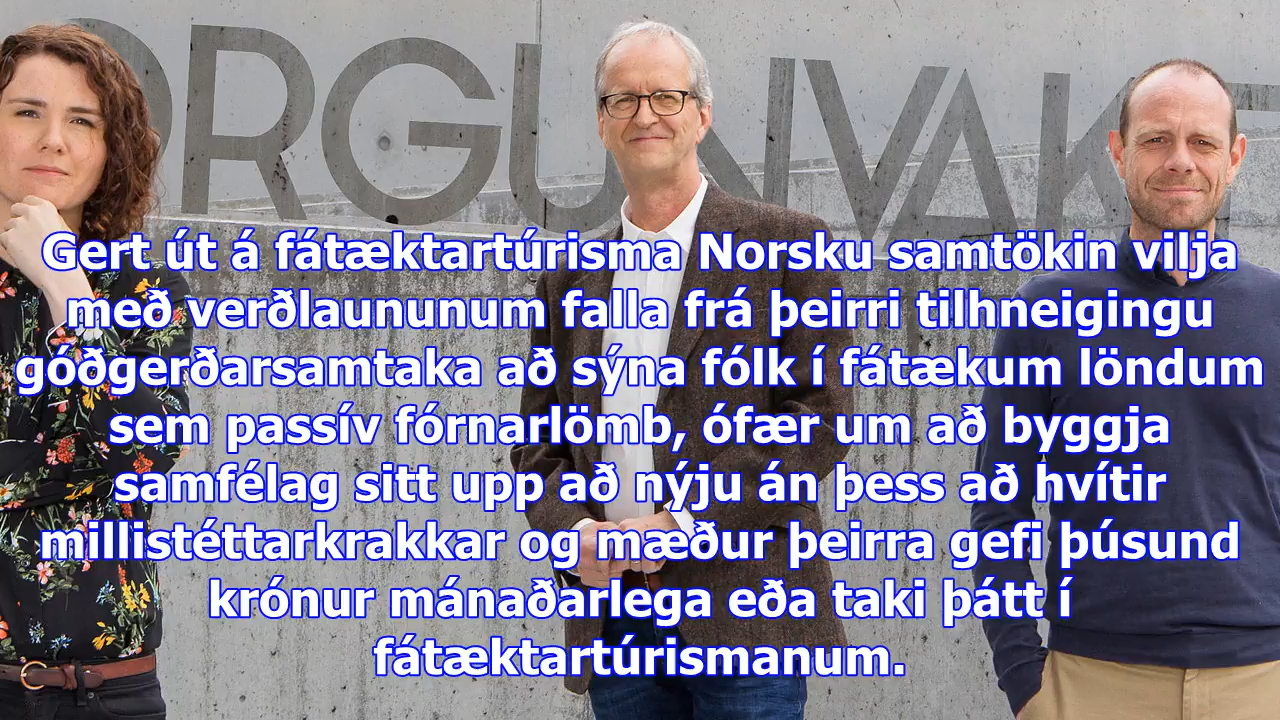 ORGUNVAKT
Gert út á fátæktartúrisma Norsku samtökin vilja
með verðlaununum falla frá þeirri tilhneigingu
góðgerðarsamtaka að sýna fólk í fátækum löndum
sem passív fórnarlömb, ófær um að byggja
samfélag sitt upp að nýju án þess að hvítir
millistéttarkrakkar og mæður þeirra gefi þúsund
krónur mánaðarlega eða taki þátt í
fátæktartúrismanum.